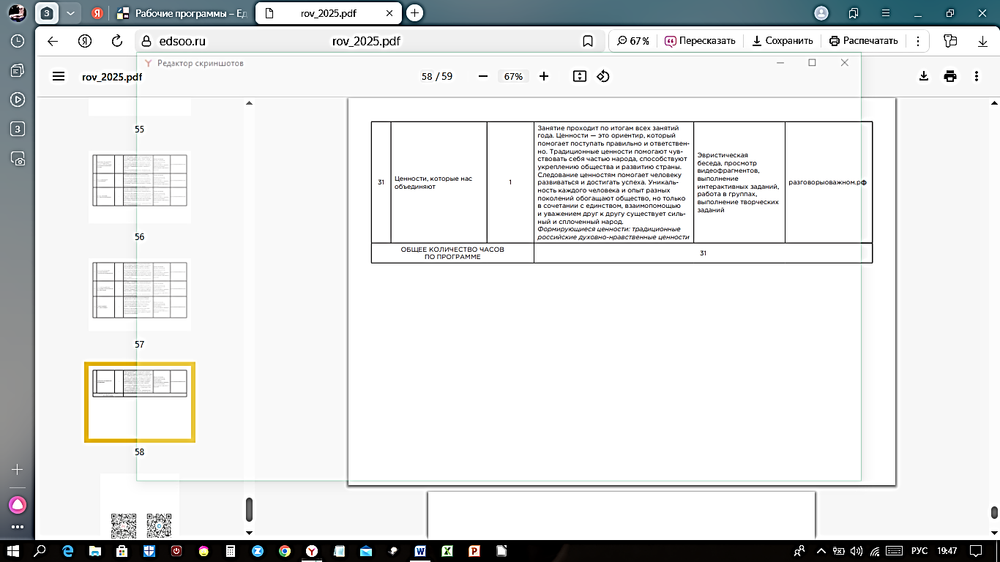 3
Рабочие программы – Ед
rov_2025.pdf
edsoo.ru
rov_2025.pdf
67%
Пересказать
Сохранить
Распечатать
Редактор скриншотов
rov_2025.pdf
58 / 59
67%
3
55
56
57
58
31
Ценности, которые нас
объединяют
1
Занятие проходит по итогам всех занятий
года. Ценности — это ориентир, который
помогает поступать правильно и ответствен-
но. Традиционные ценности помогают чув-
ствовать себя частью народа, способствуют
укреплению общества и развитию страны.
Следование ценностям помогает человеку
развиваться и достигать успеха. Уникаль-
ность каждого человека и опыт разных
поколений обогащают общество, но только
в сочетании с единством, взаимопомощью
и уважением друг к другу существует силь-
ный и сплоченный народ.
Формирующиеся ценности: традиционные
российские духовно-нравственные ценности
Эвристическая
беседа, просмотр
видеофрагментов,
выполнение
интерактивных заданий,
работа в группах,
выполнение творческих
заданий
разговорыоважном.рф
ОБЩЕЕ КОЛИЧЕСТВО ЧАСОВ
ПО ПРОГРАММЕ
31
РУС
19:47